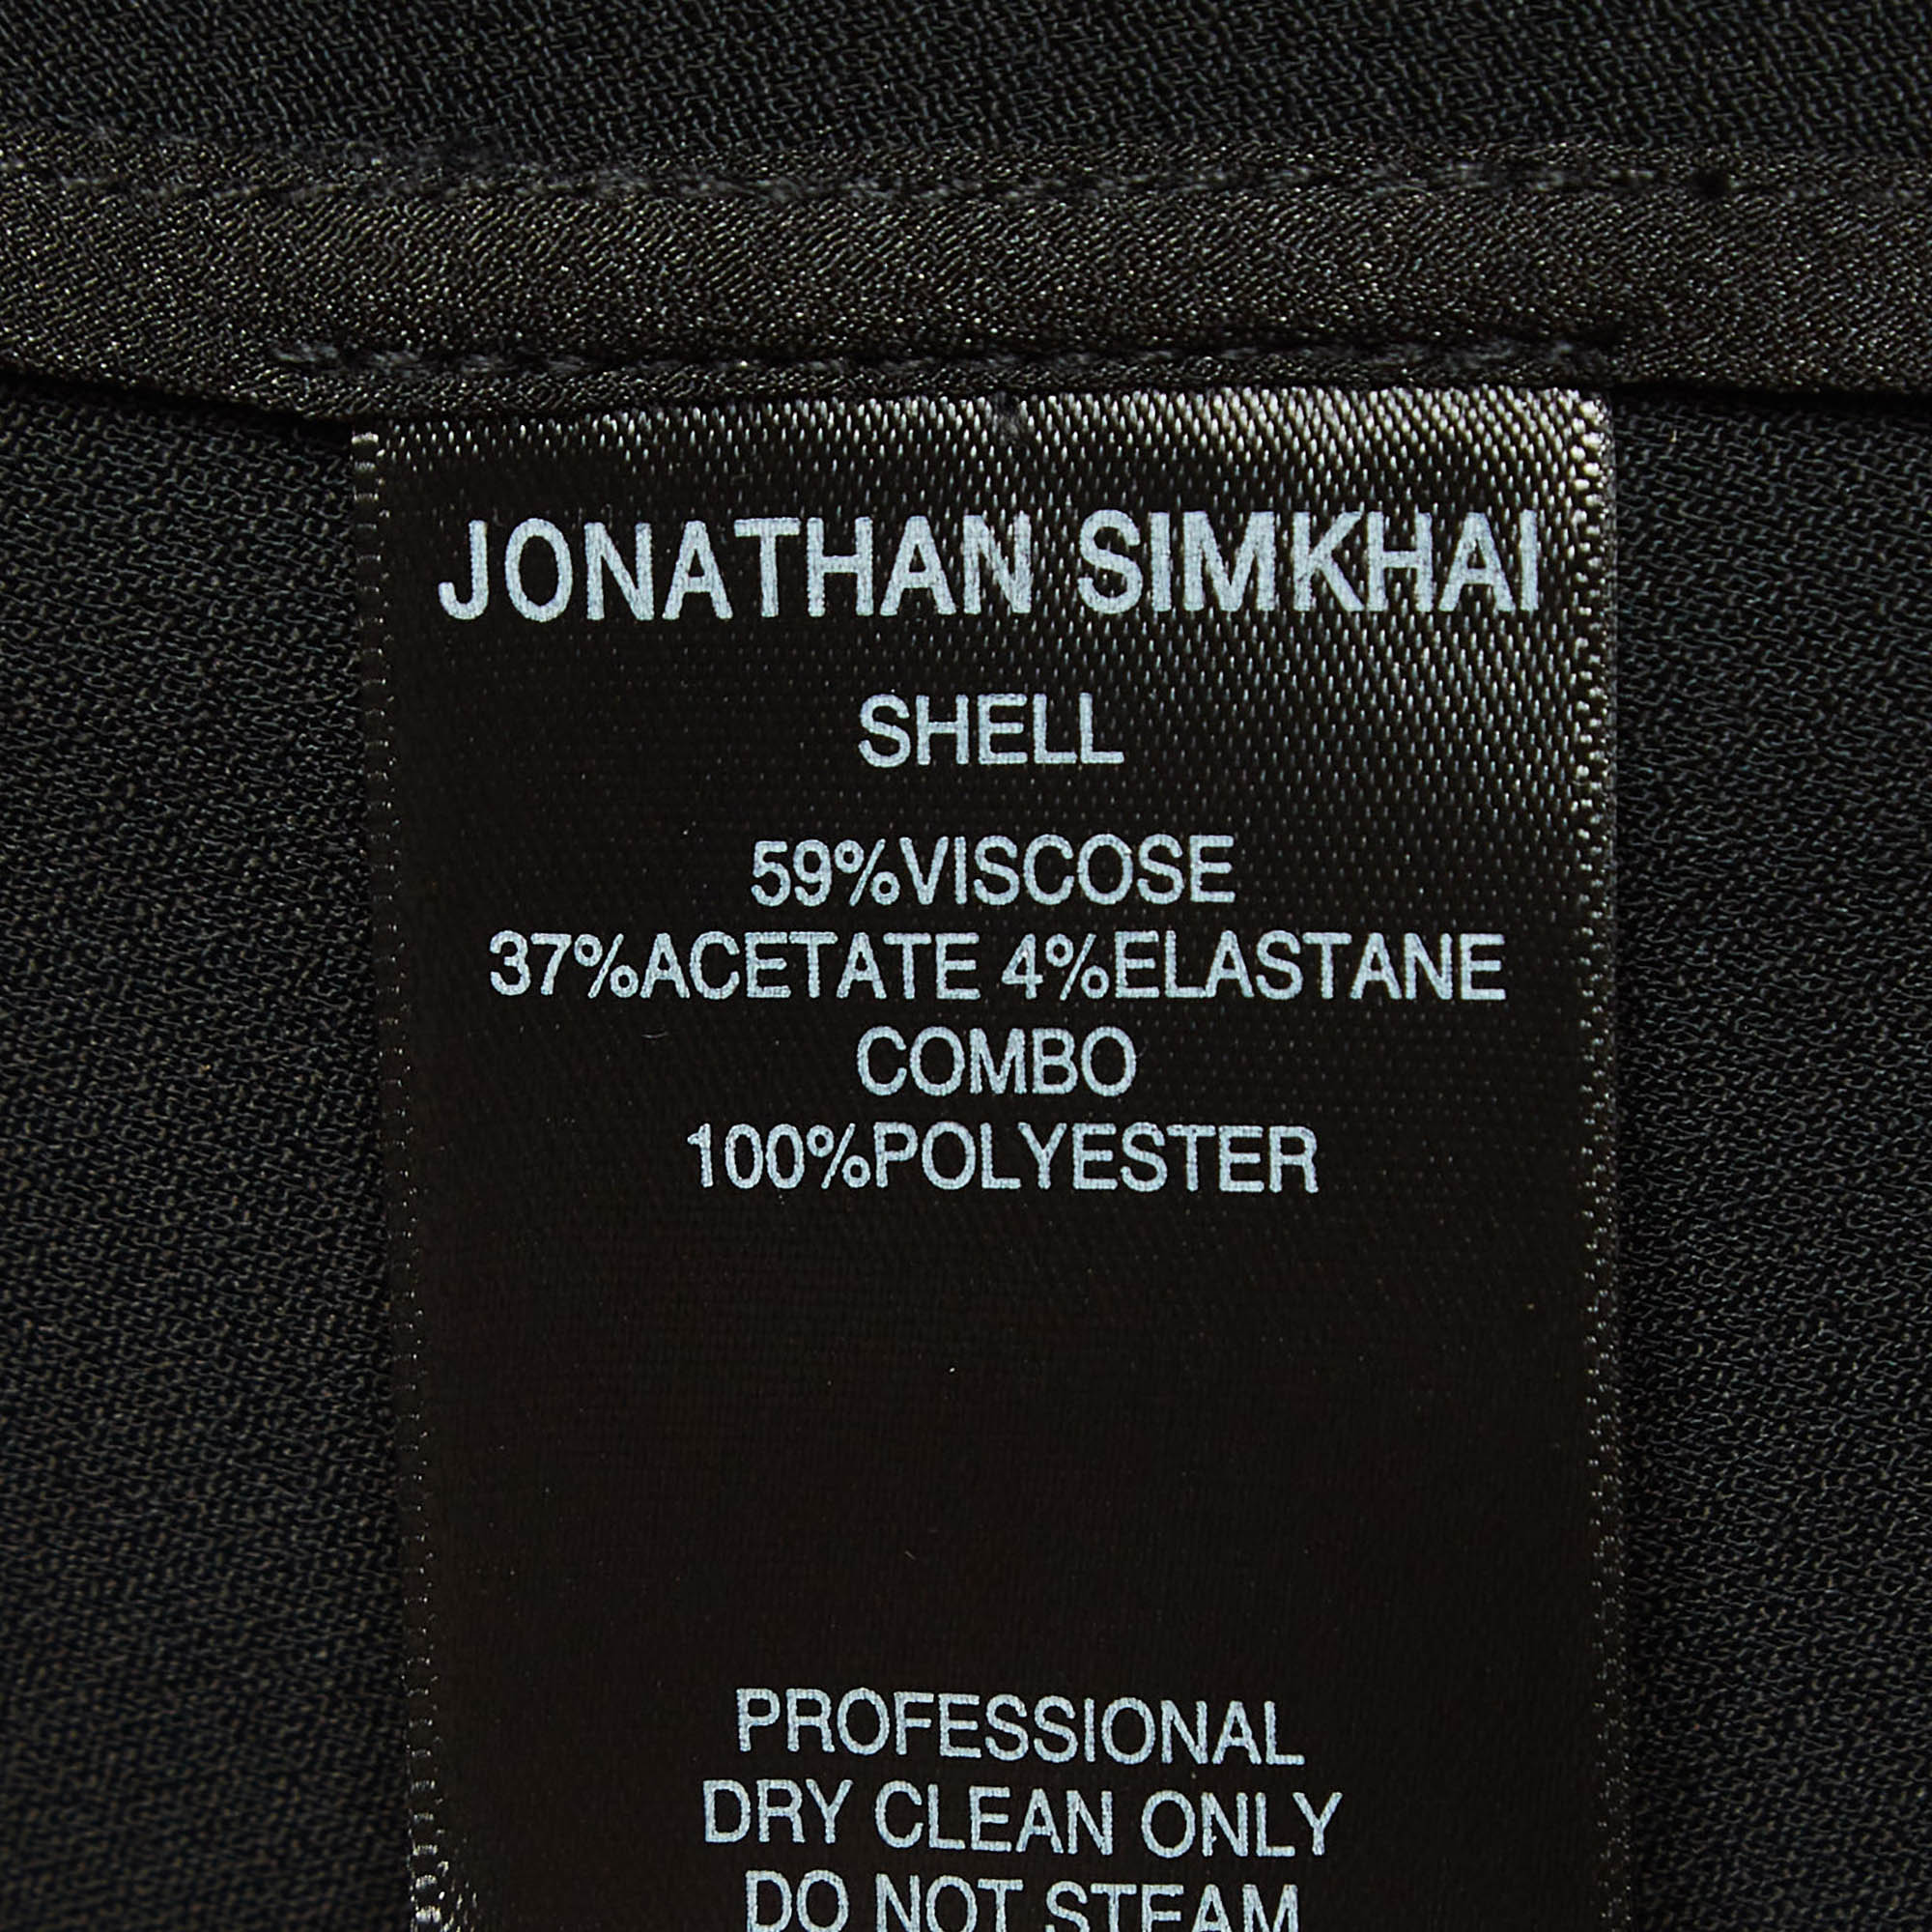 JONATHAN SIMKHAI
SHELL
59%VISCOSE
37%ACETATE 4%ELASTANE
COMBO
100%POLYESTER
PROFESSIONAL
DRY CLEAN ONLY
DO NOT STEAM